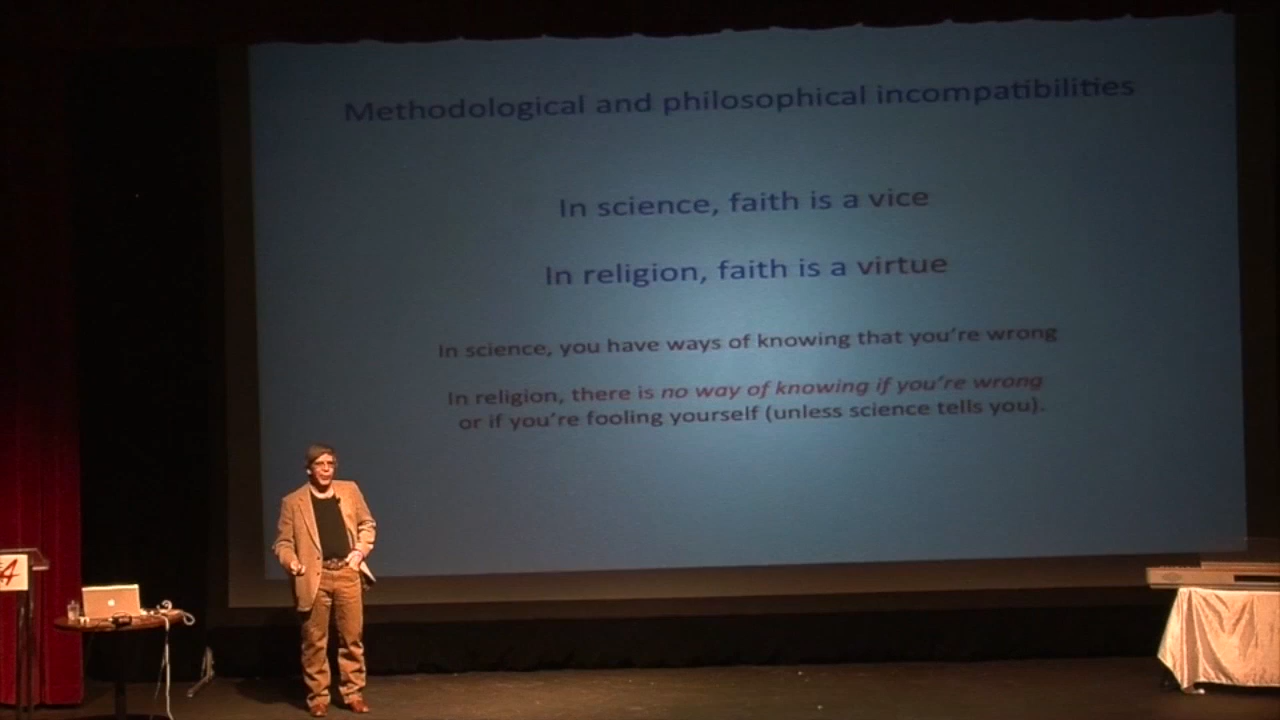 Methodological and philosophical incompatibilities
In science, faith is a vice
In religion, faith is a virtue
In science, you have ways of knowing that you're wrong
In religion, there is no way of knowing if you're wrong
or if you're fooling yourself (unless science tells you).